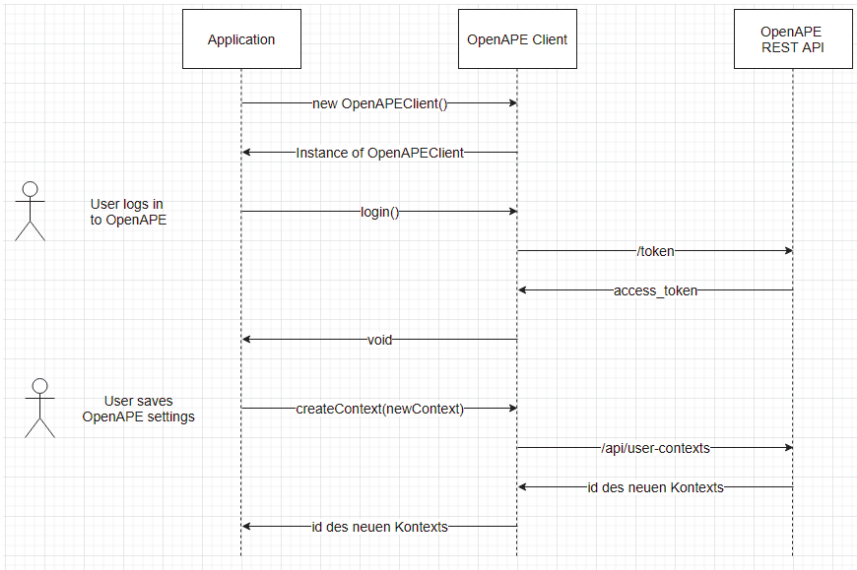 Application
OpenAPE Client
OpenAPE
REST API
new OpenAPEClient()
Instance of OpenAPEClient
User logs in
to OpenAPE
login()
/token
access_token
void
User saves
OpenAPE settings
createContext(newContext)
/api/user-contexts
id des neuen Kontexts
id des neuen Kontexts